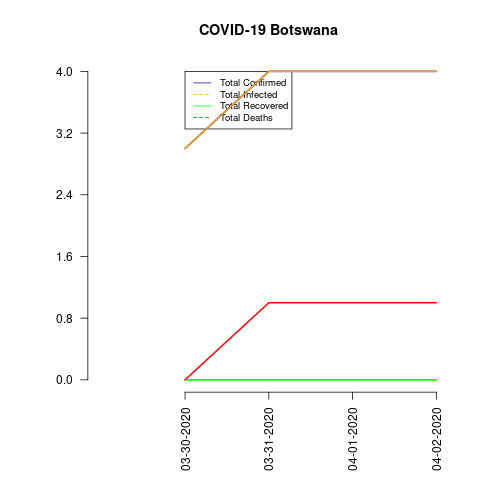 COVID-19 Botswana
4.0
3.2
2.4
1.6
0.8
0.0
Total Confirmed
Total Infected
Total Recovered
Total Deaths
03-30-2020
03-31-2020
04-01-2020
04-02-2020